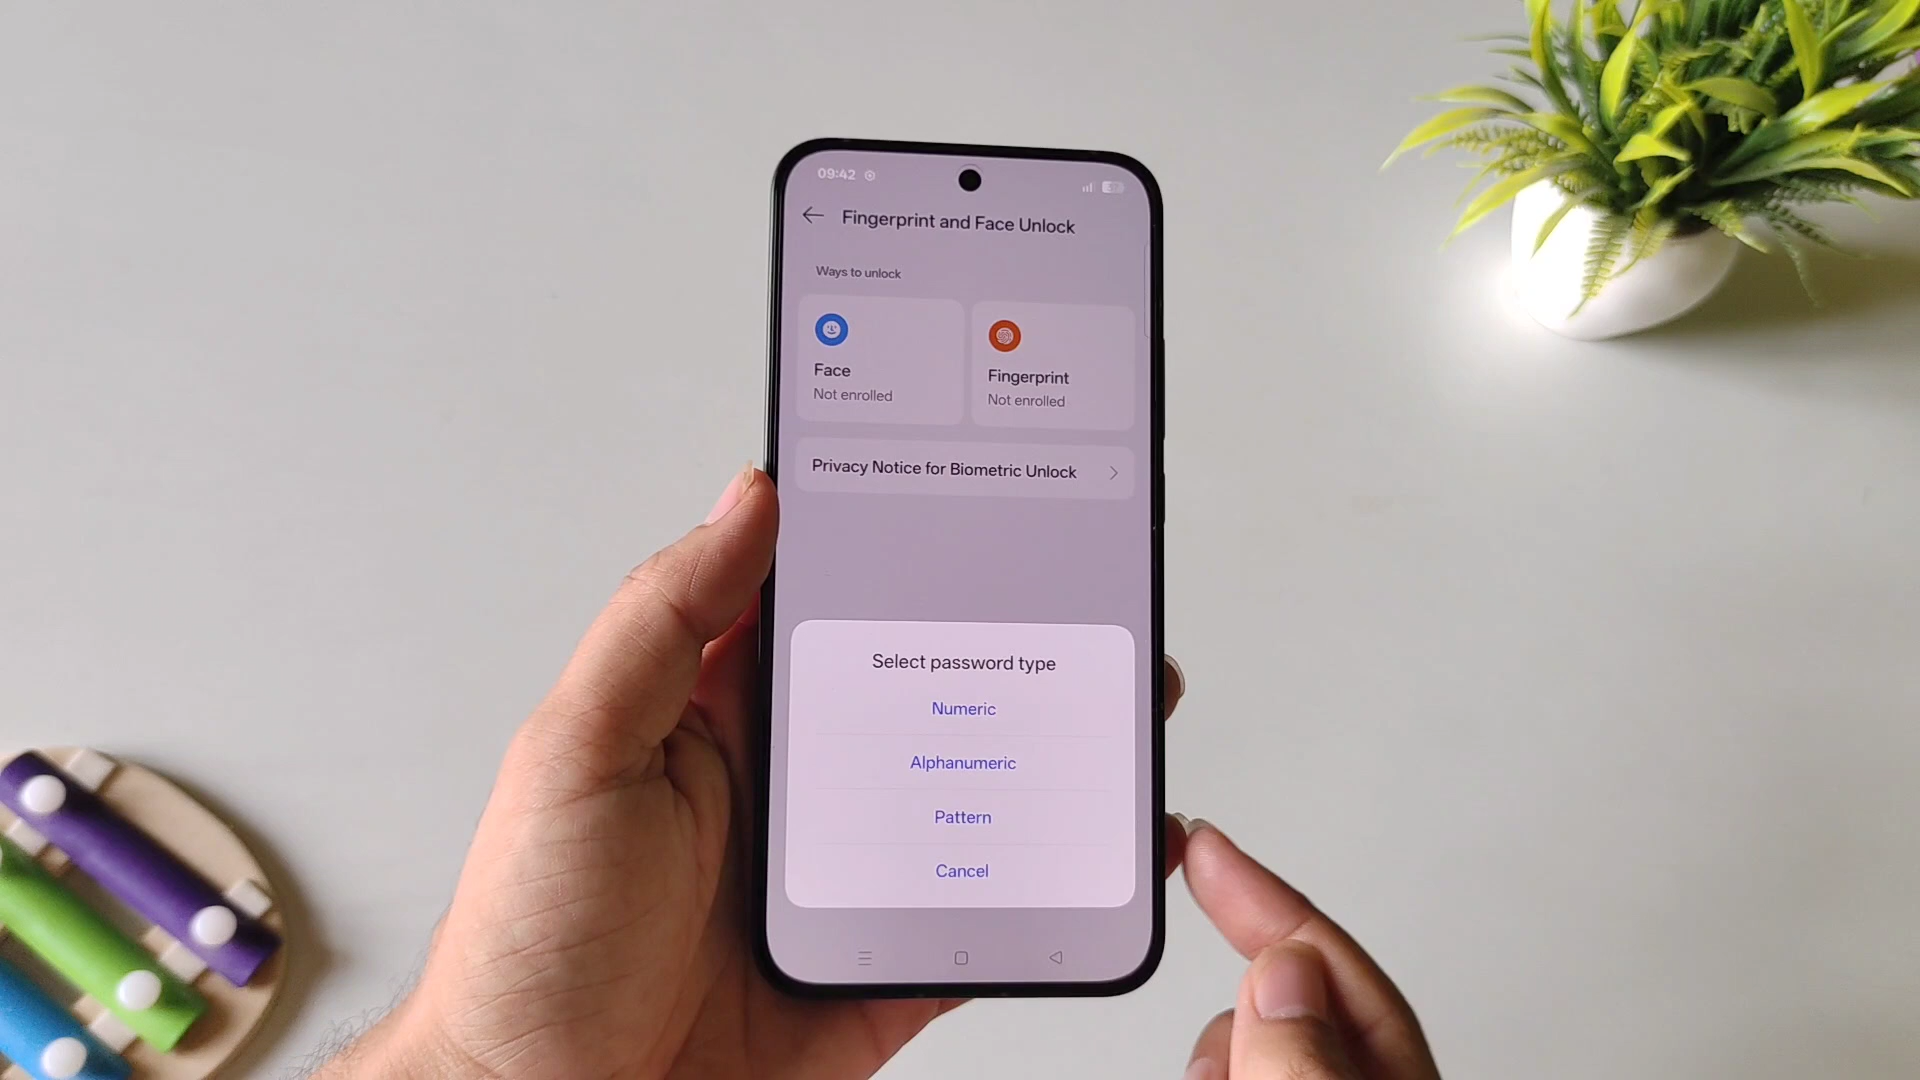 09:42
Fingerprint and Face Unlock
Ways to unlock
Face
Not enrolled
Fingerprint
Not enrolled
Privacy Notice for Biometric Unlock
Select password type
Numeric
Alphanumeric
Pattern
Cancel